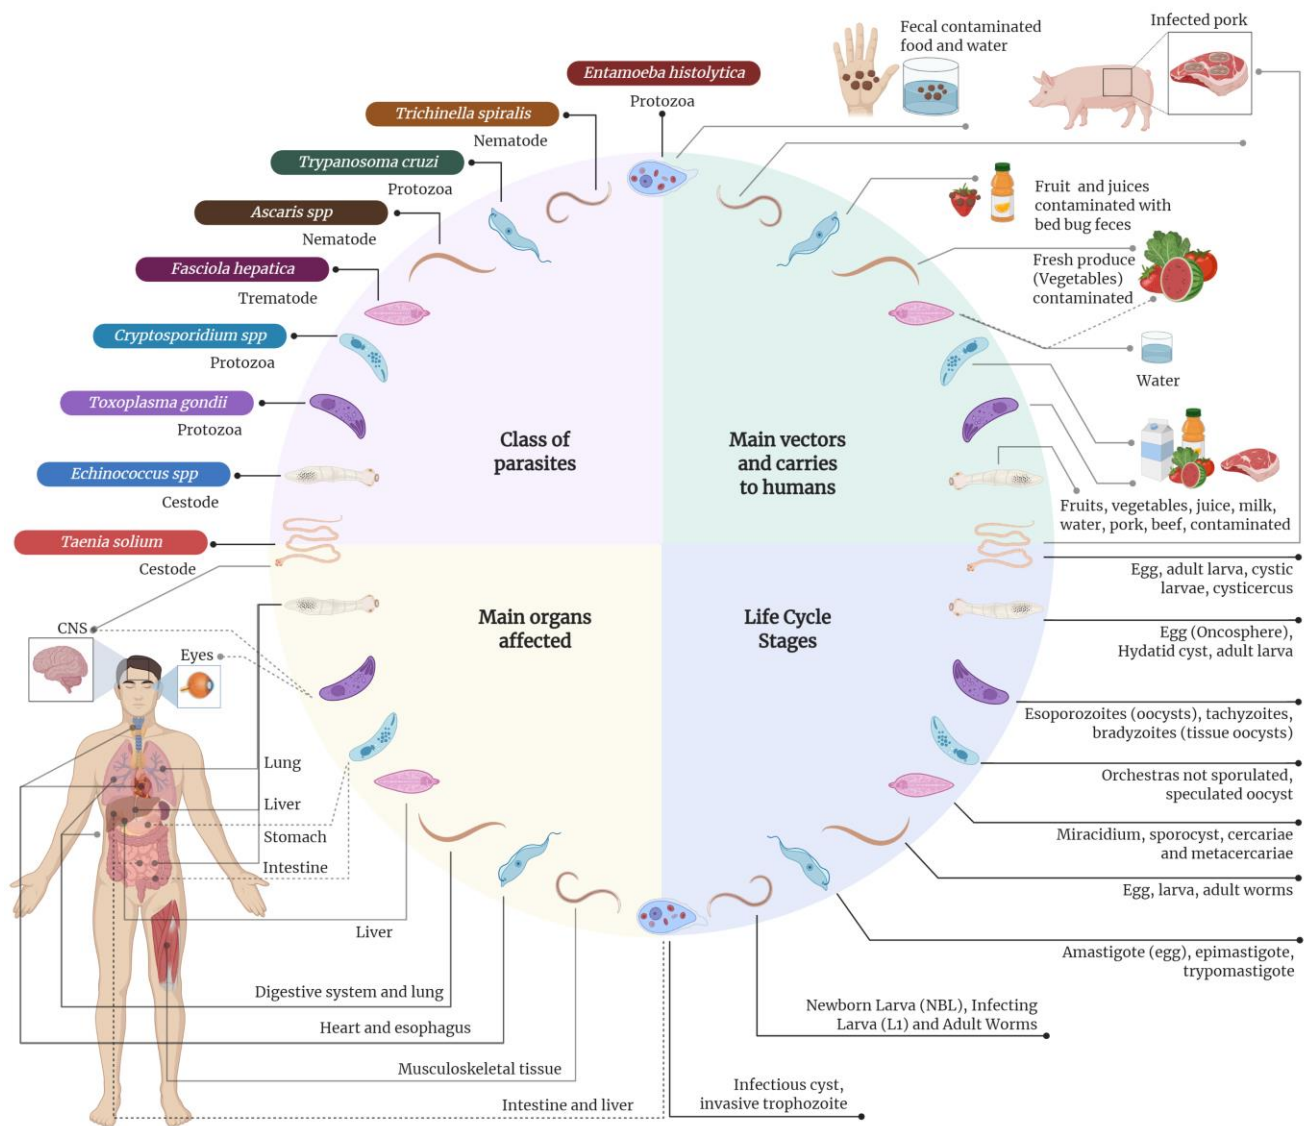 Fecal contaminated
food and water
Infected pork
Entamoeba histolytica
Protozoa
Trichinella spiralis
Nematode
Trypanosoma cruzi
Protozoa
Ascaris spp
Nematode
Fasciola hepatica
Trematode
Cryptosporidium spp
Protozoa
Toxoplasma gondii
Protozoa
Echinococcus spp
Cestode
Taenia solium
Cestode
Class of
parasites
Main vectors
and carries
to humans
Fruit and juices
contaminated with
bed bug feces
Fresh produce
(Vegetables)
contaminated
Water
Fruits, vegetables, juice, milk,
water, pork, beef, contaminated
Main organs
affected
Life Cycle
Stages
Egg, adult larva, cystic
larvae, cysticercus
Egg (Oncosphere),
Hydatid cyst, adult larva
Esoporozoites (oocysts), tachyzoites,
bradyzoites (tissue oocysts)
Orchestras not sporulated,
speculated oocyst
Miracidium, sporocyst, cercariae
and metacercariae
Egg, larva, adult worms
Amastigote (egg), epimastigote,
trypomastigote
Newborn Larva (NBL), Infecting
Larva (L1) and Adult Worms
Infectious cyst,
invasive trophozoite
CNS
Eyes
Lung
Liver
Stomach
Intestine
Liver
Digestive system and lung
Heart and esophagus
Musculoskeletal tissue
Intestine and liver